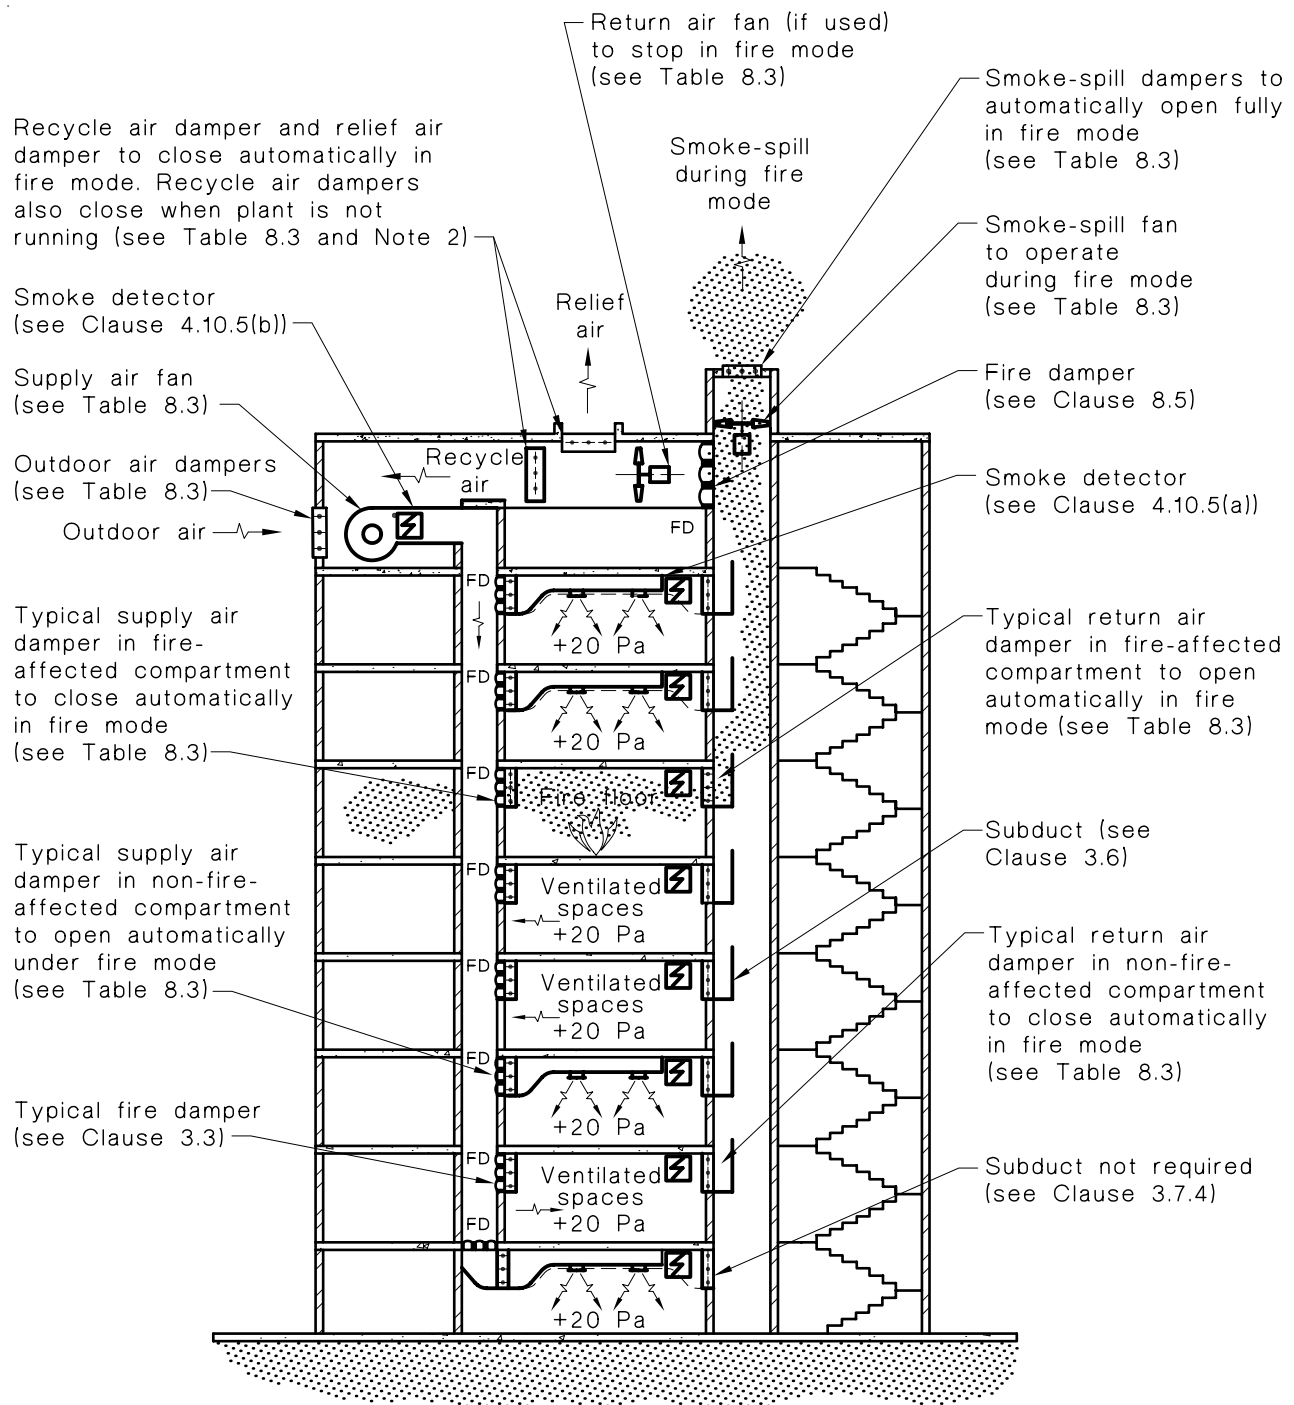 Return air fan (if used)
to stop in fire mode
(see Table 8.3)
Smoke-spill dampers to
automatically open fully
in fire mode
(see Table 8.3)
Recycle air damper and relief air
damper to close automatically in
fire mode. Recycle air dampers
also close when plant is not
running (see Table 8.3 and Note 2)
Smoke-spill
during fire
mode
Smoke-spill fan
to operate
during fire mode
(see Table 8.3)
Smoke detector
(see Clause 4.10.5(b))
Relief
air
Supply air fan
(see Table 8.3)
Fire damper
(see Clause 8.5)
Outdoor air dampers
(see Table 8.3)
Recycle
air
Smoke detector
(see Clause 4.10.5(a))
Outdoor air
FD
FD
+20 Pa
Typical supply air
damper in fire-
affected compartment
to close automatically
in fire mode
(see Table 8.3)
Typical return air
damper in fire-affected
compartment to open
automatically in fire
mode (see Table 8.3)
FD
+20 Pa
FD
Fire floor
Subduct (see
Clause 3.6)
Typical supply air
damper in non-fire-
affected compartment
to open automatically
under fire mode
(see Table 8.3)
FD
Ventilated
spaces
+20 Pa
Typical return air
damper in non-fire-
affected compartment
to close automatically
in fire mode
(see Table 8.3)
FD
Ventilated
spaces
+20 Pa
FD
+20 Pa
Typical fire damper
(see Clause 3.3)
FD
Ventilated
spaces
+20 Pa
Subduct not required
(see Clause 3.7.4)
FD
+20 Pa